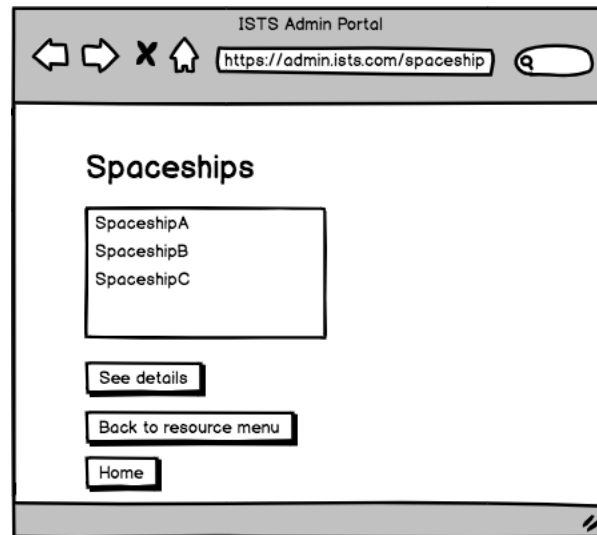 ISTS Admin Portal
https://admin.ists.com/spaceship
Spaceships
SpaceshipA
SpaceshipB
SpaceshipC
See details
Back to resource menu
Home